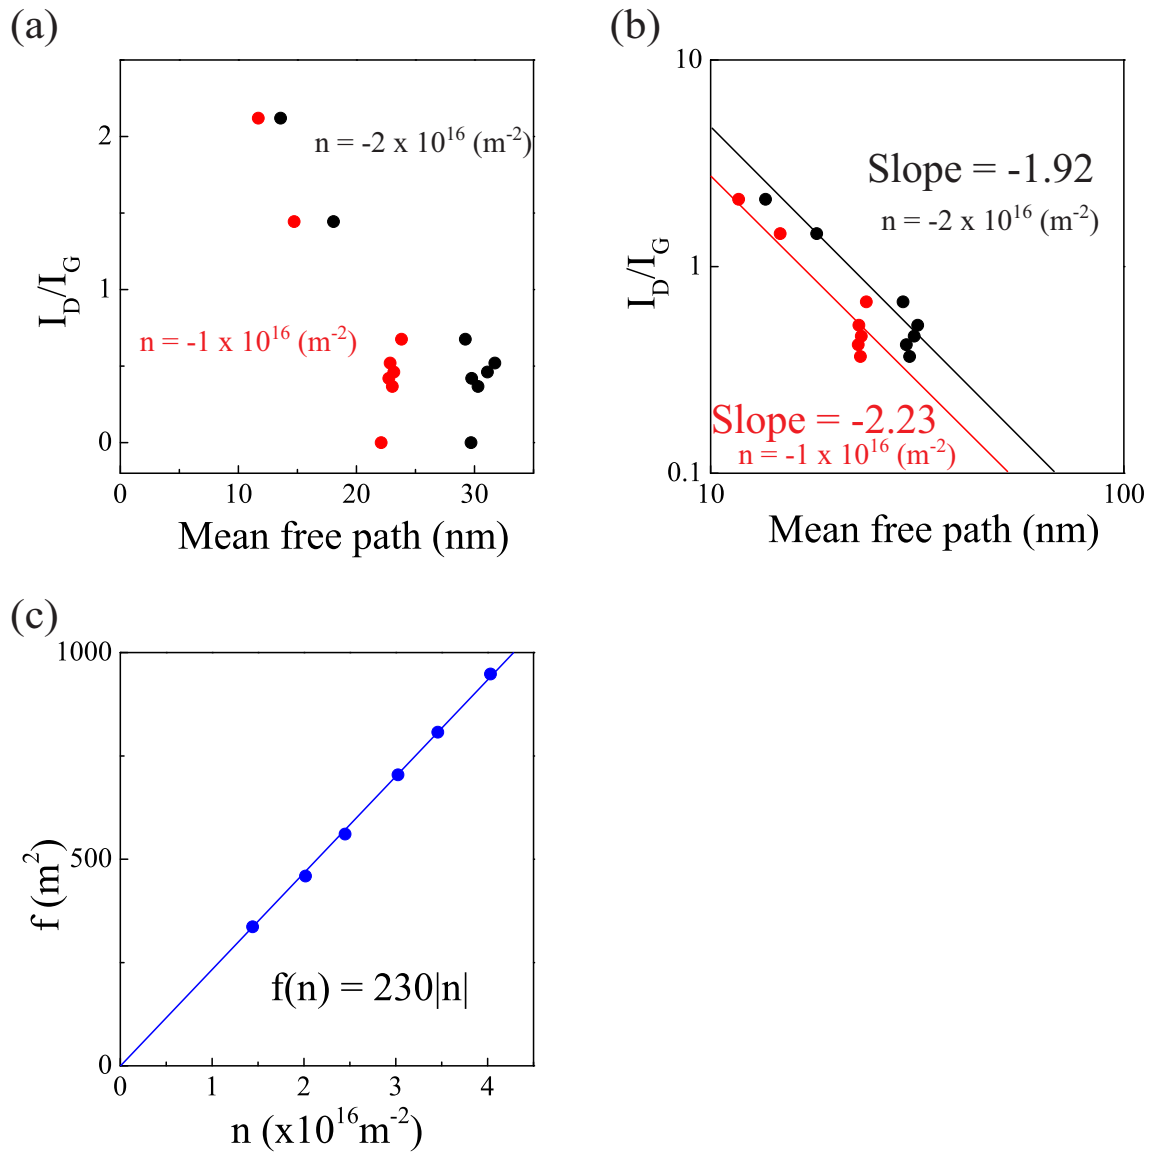 (a)
2
1
0
I_D/I_G
n = -2 x 10^16 (m^-2)
n = -1 x 10^16 (m^-2)
0 10 20 30
Mean free path (nm)
(b)
10
1
0.1
I_D/I_G
Slope = -1.92
n = -2 x 10^16 (m^-2)
Slope = -2.23
n = -1 x 10^16 (m^-2)
10 100
Mean free path (nm)
(c)
1000
500
0
f (m^2)
f(n) = 230|n|
0 1 2 3 4
n (x10^16m^-2)